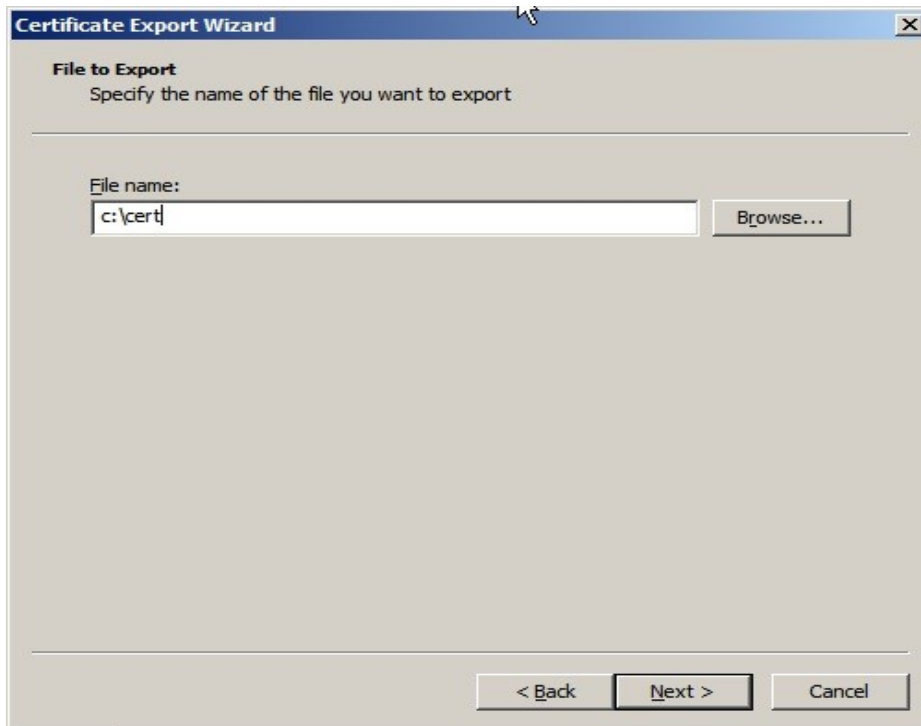 Certificate Export Wizard
File to Export
Specify the name of the file you want to export
File name:
c:\cert
Browse...
< Back
Next >
Cancel